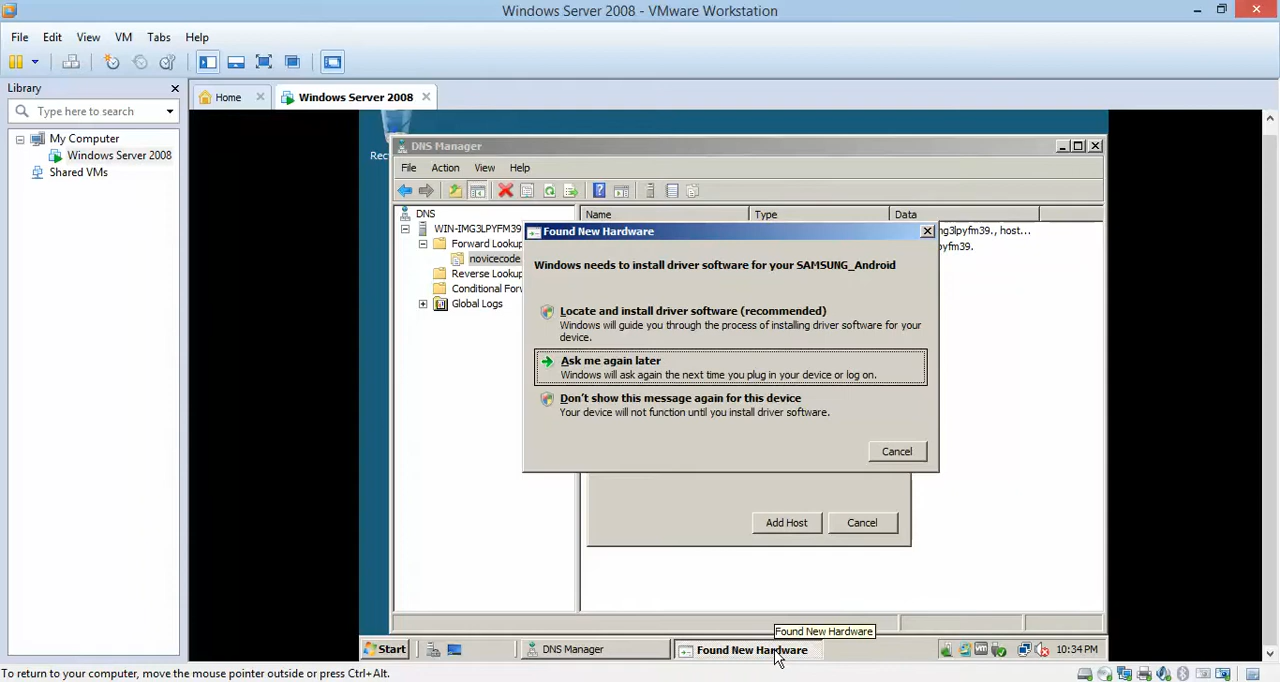 Windows Server 2008 - VMware Workstation
File Edit View VM Tabs Help
Library
Home
Windows Server 2008
Type here to search
My Computer
Windows Server 2008
Shared VMs
Rec
DNS Manager
File Action View Help
Name Type Data
DNS
WIN-IMG3LPYFM39
Forward Lookup
novicecode
Reverse Lookup
Conditional For
Global Logs
ng3lpyfm39., host...
m39.
Found New Hardware
Windows needs to install driver software for your SAMSUNG_Android
Locate and install driver software (recommended)
Windows will guide you through the process of installing driver software for your
device.
Ask me again later
Windows will ask again the next time you plug in your device or log on.
Don't show this message again for this device
Your device will not function until you install driver software.
Cancel
Add Host Cancel
Found New Hardware
Start
DNS Manager
Found New Hardware
10:34 PM
To return to your computer, move the mouse pointer outside or press Ctrl+Alt.